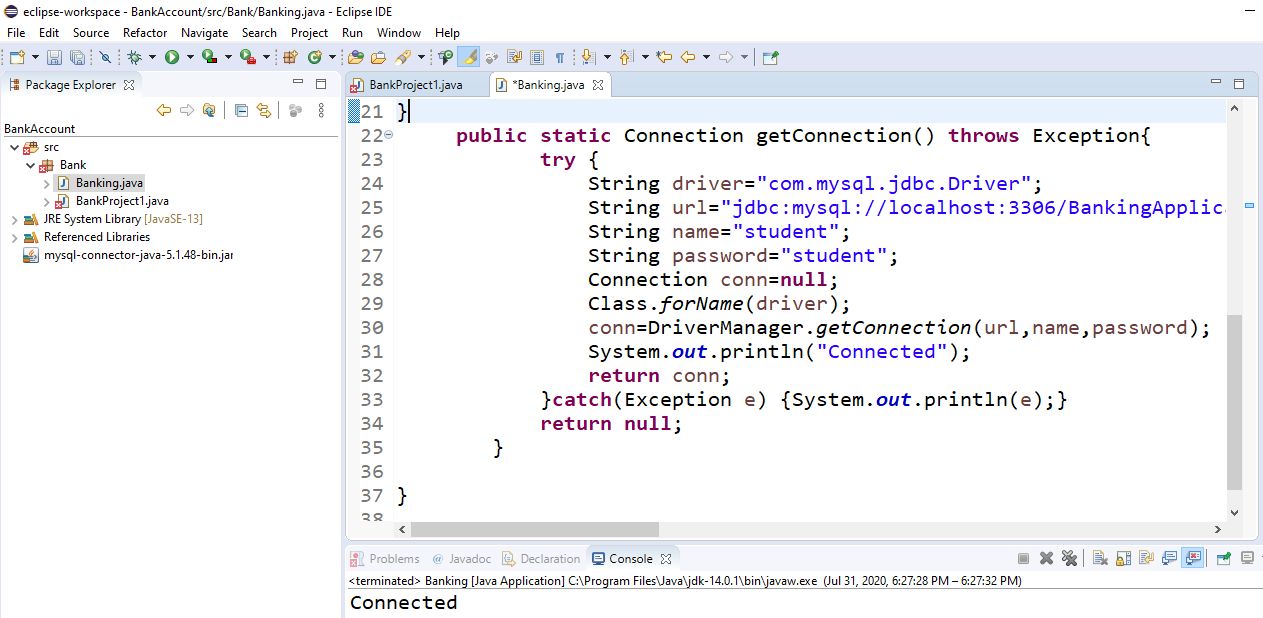 eclipse-workspace - BankAccount/src/Bank/Banking.java - Eclipse IDE
File Edit Source Refactor Navigate Search Project Run Window Help
Package Explorer
BankProject1.java
*Banking.java
BankAccount
src
Bank
Banking.java
BankProject1.java
JRE System Library [JavaSE-13]
Referenced Libraries
mysql-connector-java-5.1.48-bin.jar
21 }
22 public static Connection getConnection() throws Exception{
23 try {
24 String driver="com.mysql.jdbc.Driver";
25 String url="jdbc:mysql://localhost:3306/BankingApplic
26 String name="student";
27 String password="student";
28 Connection conn=null;
29 Class.forName(driver);
30 conn=DriverManager.getConnection(url,name,password);
31 System.out.println("Connected");
32 return conn;
33 }catch(Exception e) {System.out.println(e);}
34 return null;
35 }
36
37 }
38
Problems @ Javadoc Declaration Console
<terminated> Banking [Java Application] C:\Program Files\Java\jdk-14.0.1\bin\javaw.exe (Jul 31, 2020, 6:27:28 PM – 6:27:32 PM)
Connected